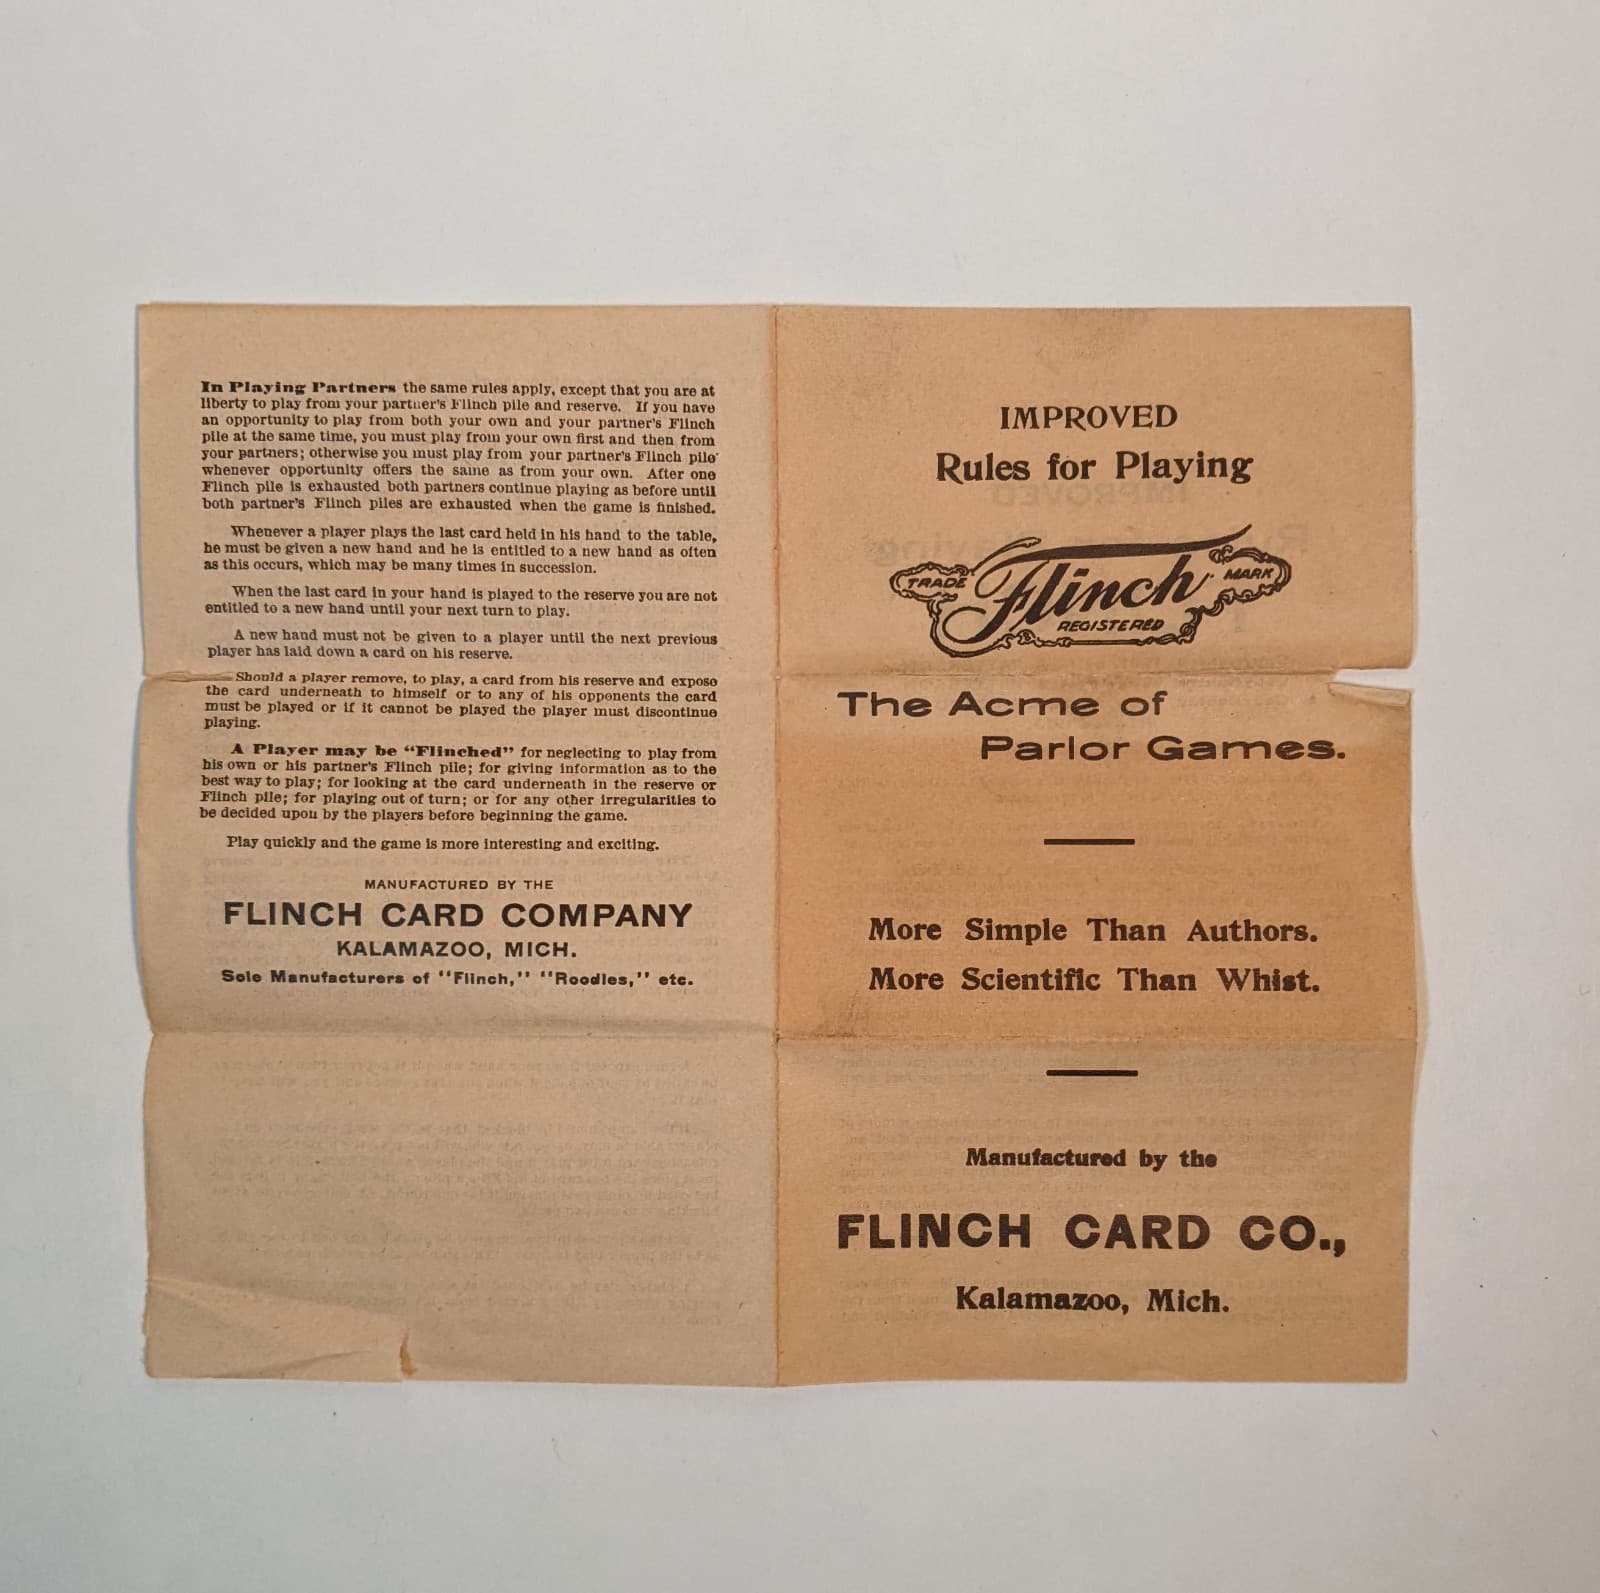 In Playing Partners the same rules apply, except that you are at
liberty to play from your partner's Flinch pile and reserve. If you have
an opportunity to play from both your own and your partner's Flinch
pile at the same time, you must play from your own first and then from
your partners; otherwise you must play from your partner's Flinch pile
whenever opportunity offers the same as from your own. After one
Flinch pile is exhausted both partners continue playing as before until
both partner's Flinch piles are exhausted when the game is finished.
Whenever a player plays the last card held in his hand to the table,
he must be given a new hand and he is entitled to a new hand as often
as this occurs, which may be many times in succession.
When the last card in your hand is played to the reserve you are not
entitled to a new hand until your next turn to play.
A new hand must not be given to a player until the next previous
player has laid down a card on his reserve.
Should a player remove, to play, a card from his reserve and expose
the card underneath to himself or to any of his opponents the card
must be played or if it cannot be played the player must discontinue
playing.
A Player may be "Flinched" for neglecting to play from
his own or his partner's Flinch pile; for giving information as to the
best way to play; for looking at the card underneath in the reserve or
Flinch pile; for playing out of turn; or for any other irregularities to
be decided upon by the players before beginning the game.
Play quickly and the game is more interesting and exciting.
MANUFACTURED BY THE
FLINCH CARD COMPANY
KALAMAZOO, MICH.
Sole Manufacturers of "Flinch," "Roodles," etc.
IMPROVED
Rules for Playing
TRADE Flinch MARK
REGISTERED
The Acme of
Parlor Games.
More Simple Than Authors.
More Scientific Than Whist.
Manufactured by the
FLINCH CARD CO.,
Kalamazoo, Mich.